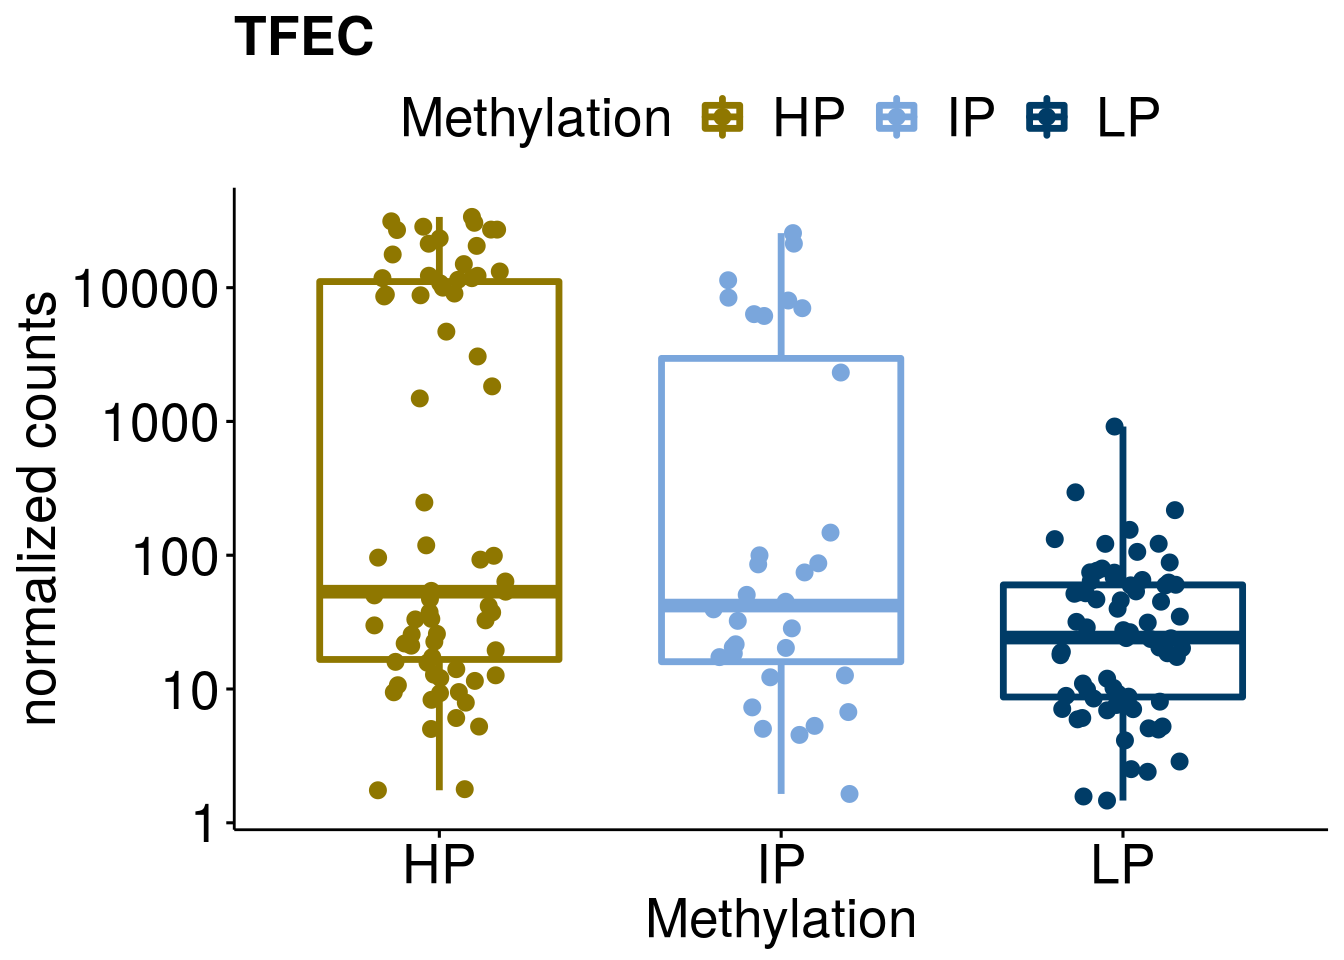 TFEC
Methylation HP IP LP
normalized counts
10000
1000
100
10
1
HP IP LP
Methylation